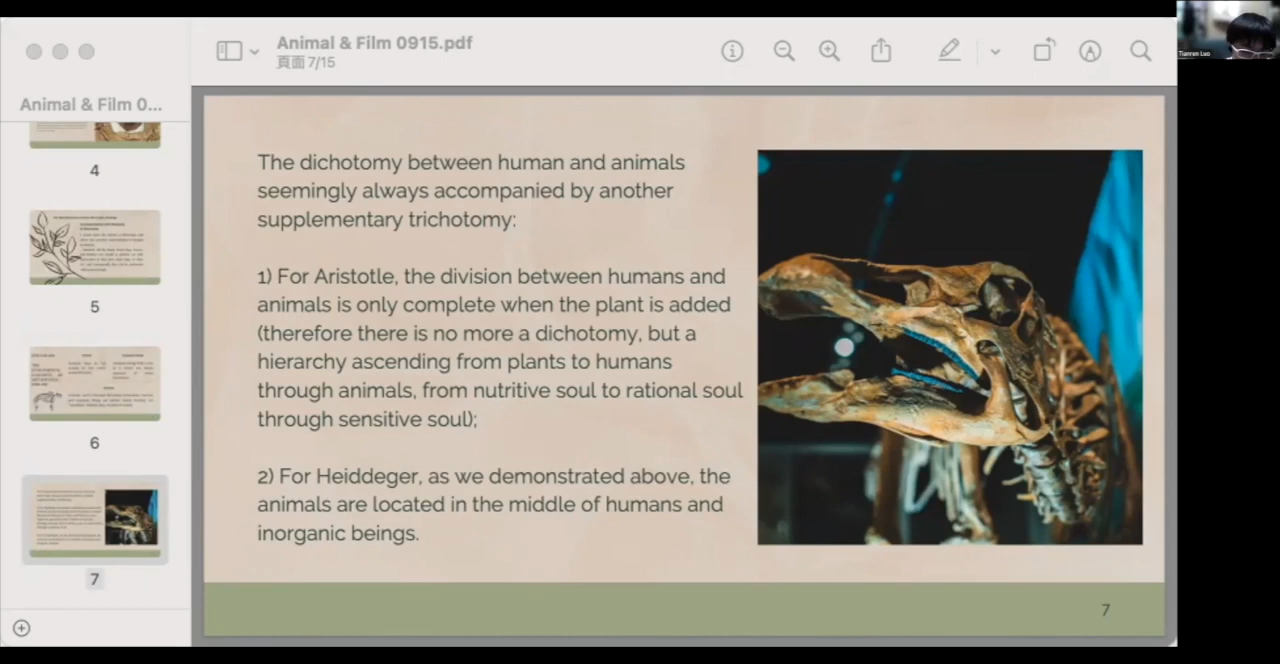 Animal & Film 0915.pdf
頁面 7/15
Tianren Luo
Animal & Film 0...
4
5
6
7
The dichotomy between human and animals
seemingly always accompanied by another
supplementary trichotomy:
1) For Aristotle, the division between humans and
animals is only complete when the plant is added
(therefore there is no more a dichotomy, but a
hierarchy ascending from plants to humans
through animals, from nutritive soul to rational soul
through sensitive soul);
2) For Heiddeger, as we demonstrated above, the
animals are located in the middle of humans and
inorganic beings.
7